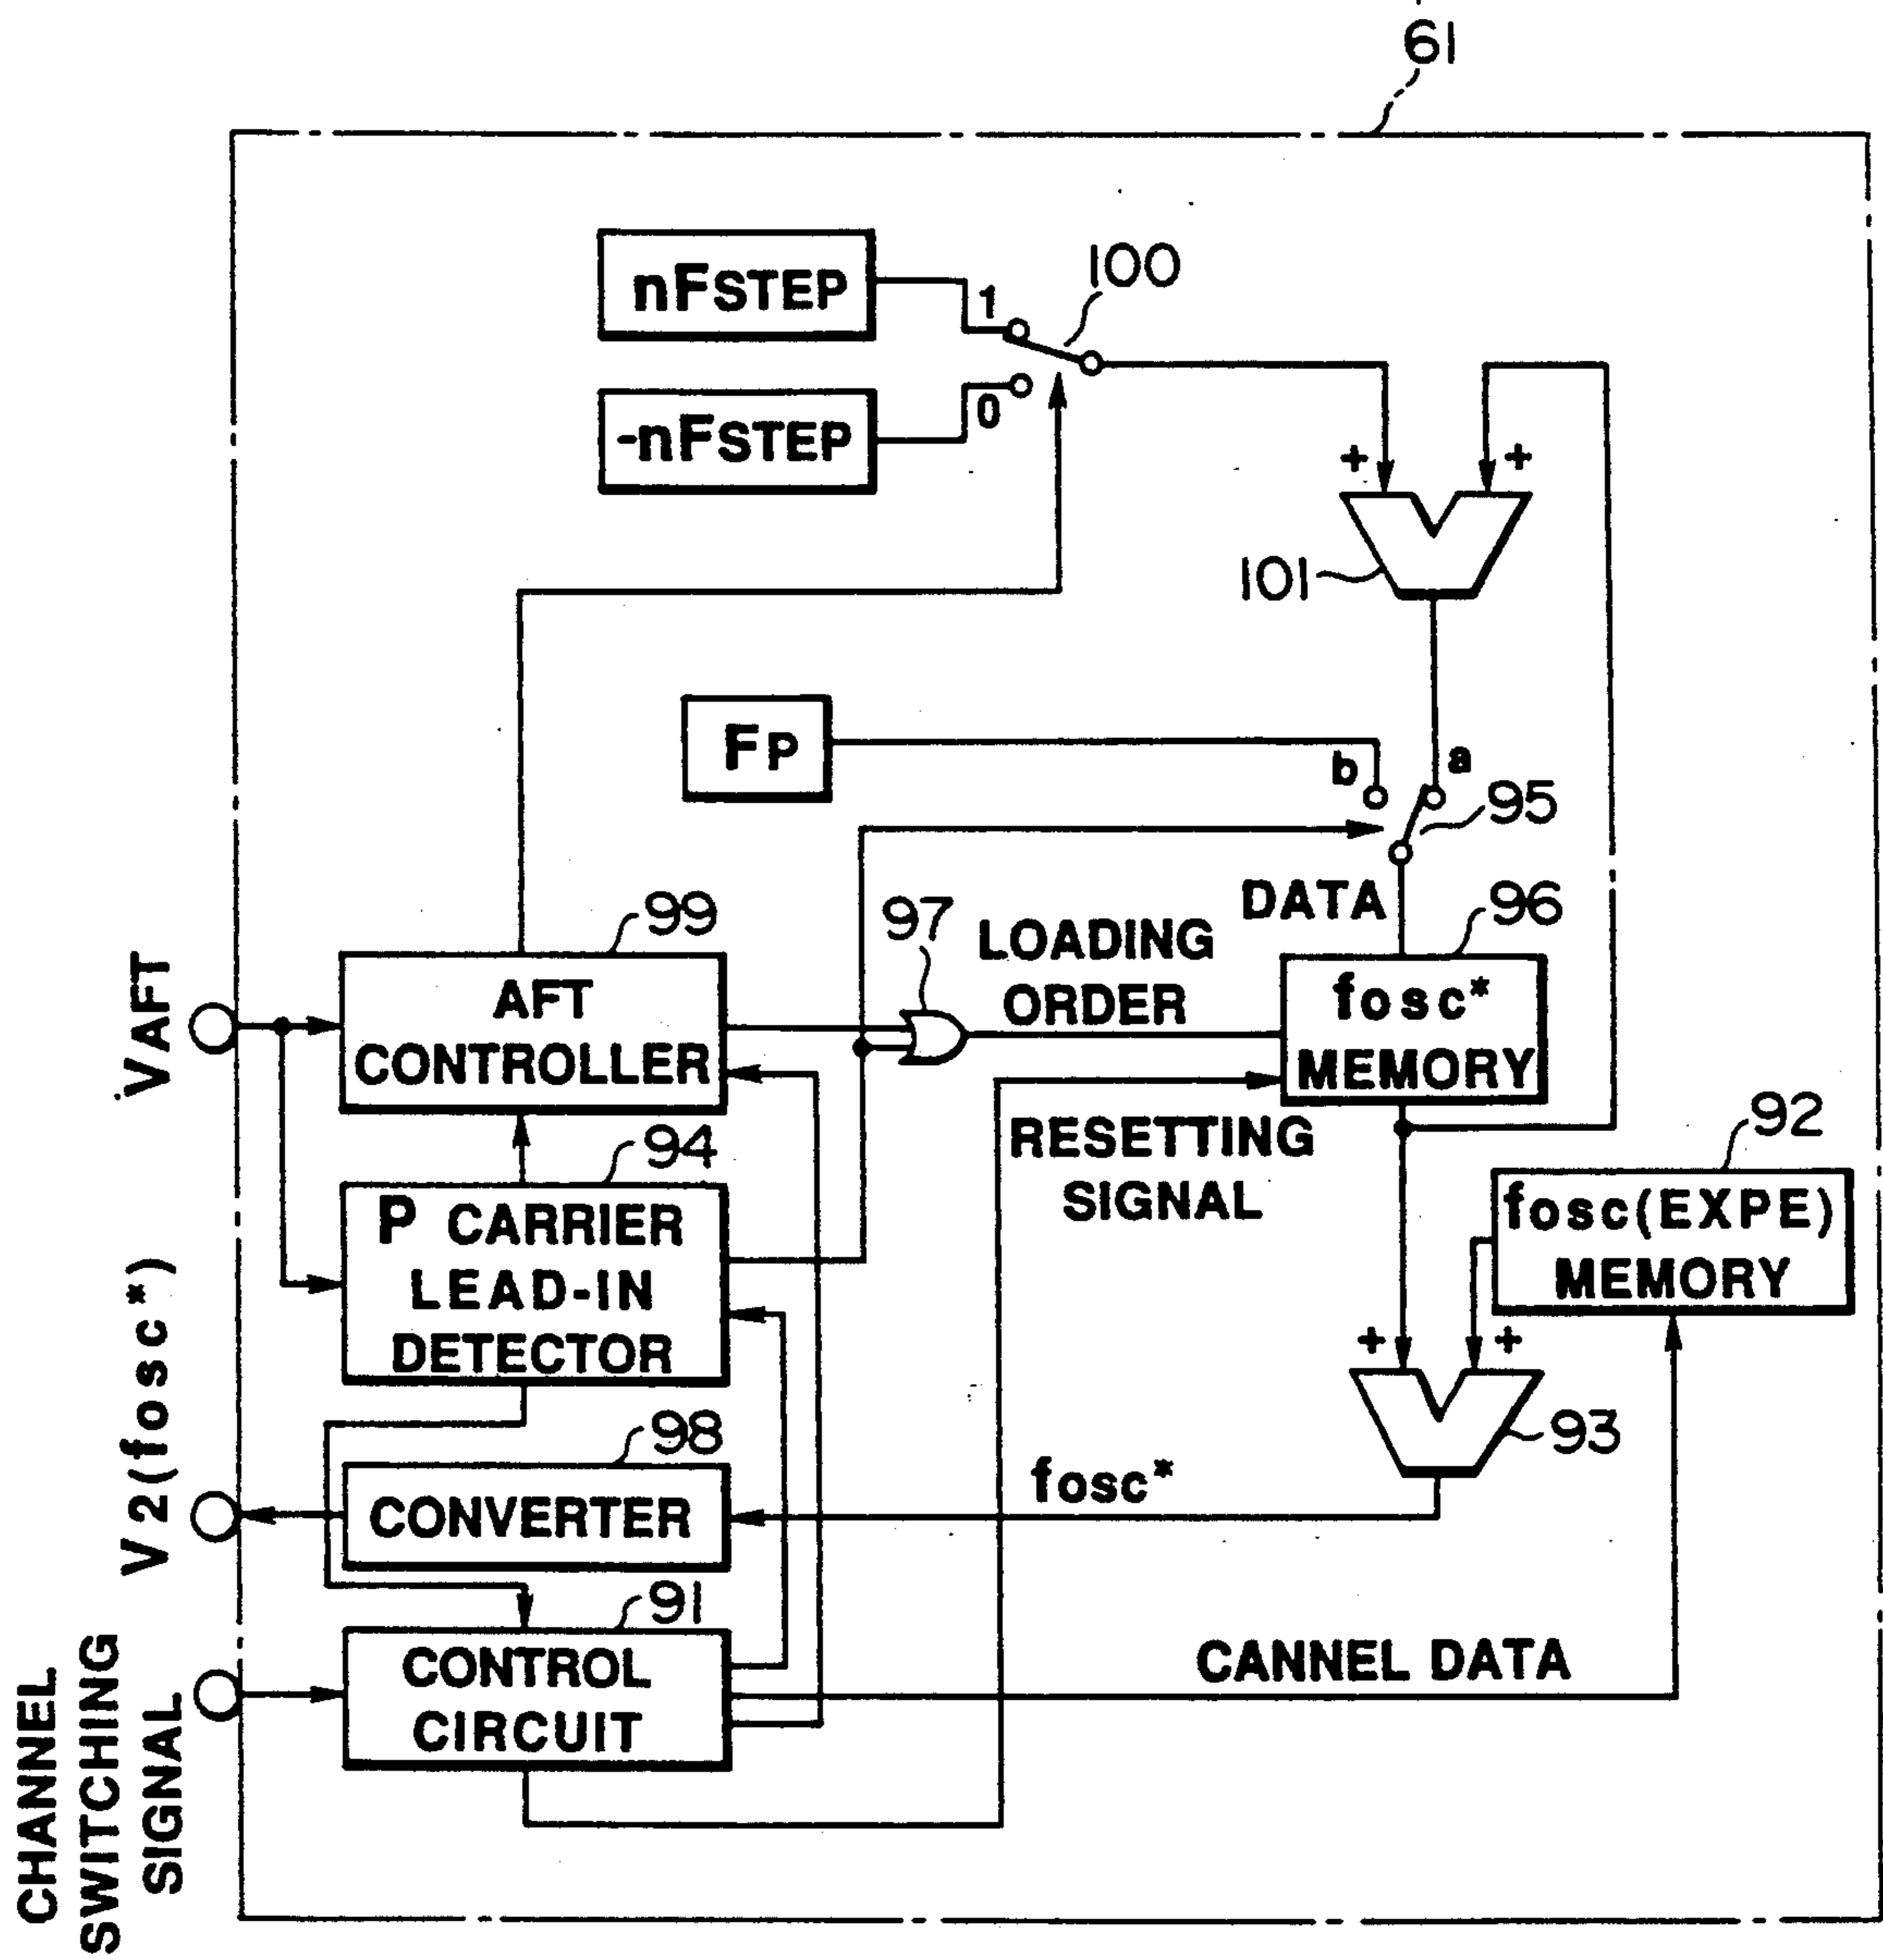 61
nFSTEP
1
100
-nFSTEP
0
+
+
101
FP
b
a
95
DATA
96
99
97
LOADING
ORDER
VAFT
AFT
CONTROLLER
fosc*
MEMORY
RESETTING
SIGNAL
92
94
P CARRIER
LEAD-IN
DETECTOR
fosc(EXPE)
MEMORY
+
+
93
V2(fosc*)
98
CONVERTER
fosc*
91
CHANNEL
SWITCHING
SIGNAL
CONTROL
CIRCUIT
CANNEL DATA